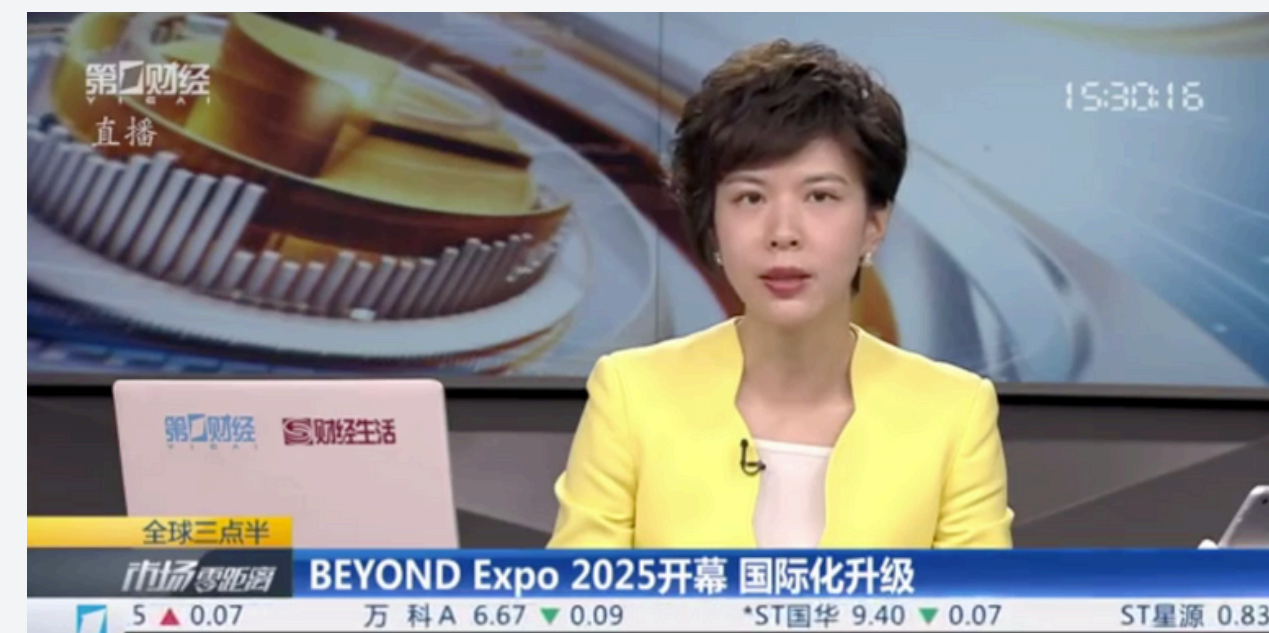 第一财经
YICAI
直播
15:30:16
第一财经
YICAI
财经生活
全球三点半
市场零距离
BEYOND Expo 2025开幕 国际化升级
5 ▲ 0.07 万 科A 6.67 ▼ 0.09 *ST国华 9.40 ▼ 0.07 ST星源 0.83